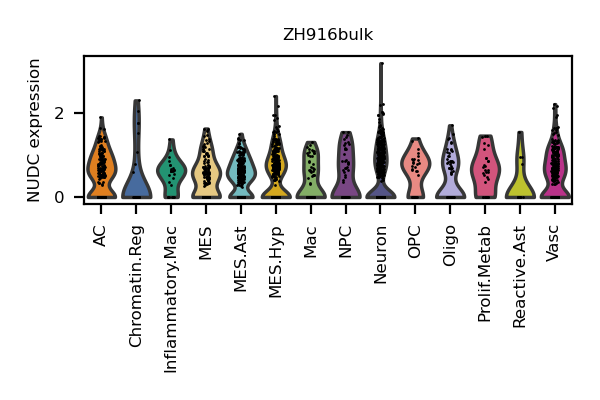 ZH916bulk
NUDC expression
2
0
AC
Chromatin.Reg
Inflammatory.Mac
MES
MES.Ast
MES.Hyp
Mac
NPC
Neuron
OPC
Oligo
Prolif.Metab
Reactive.Ast
Vasc